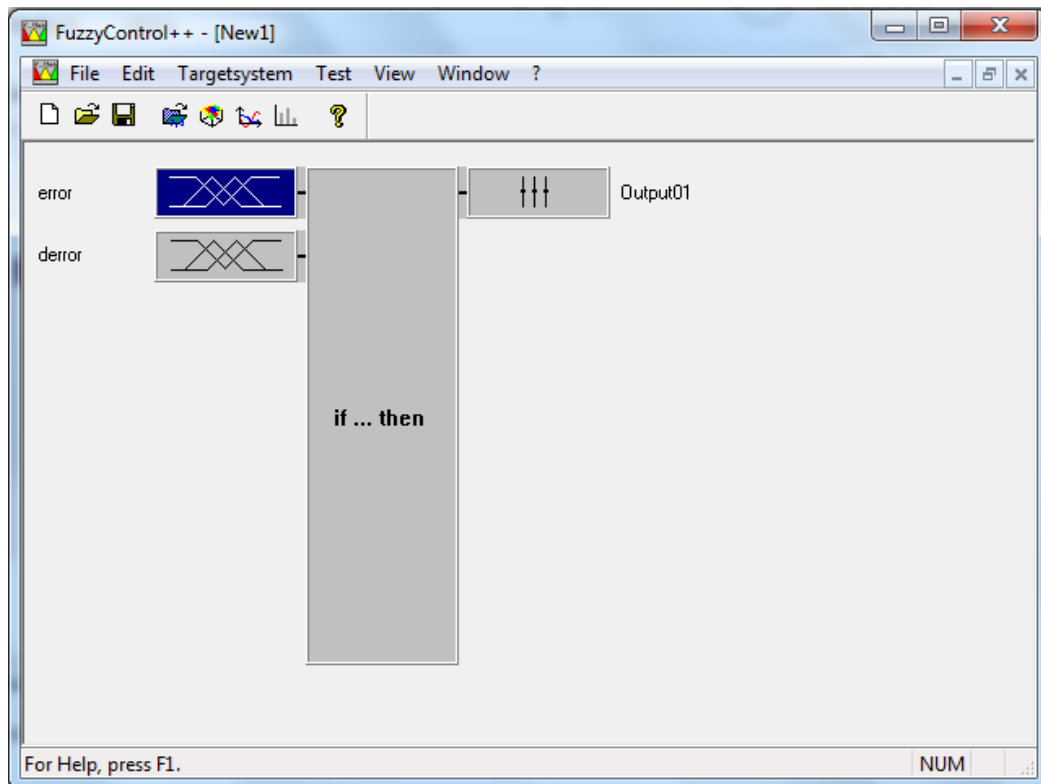 FuzzyControl++ - [New1]
File Edit Targetsystem Test View Window ?
error
Output01
derror
if ... then
For Help, press F1.
NUM